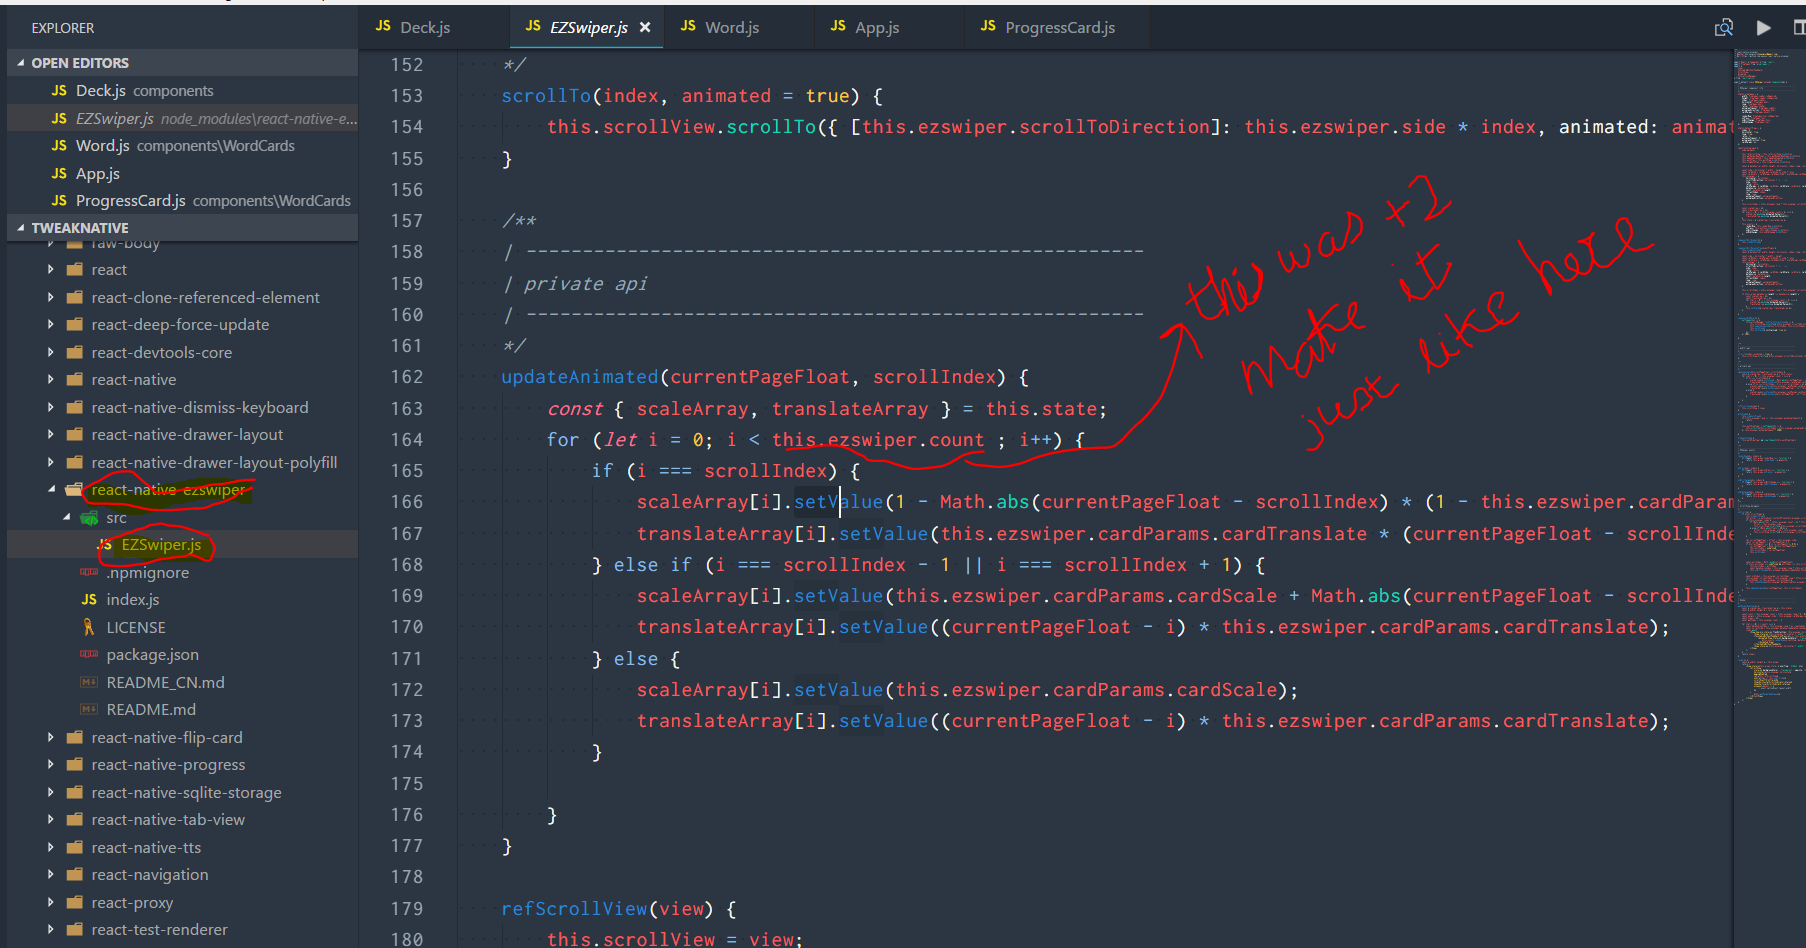 EXPLORER
OPEN EDITORS
JS Deck.js components
JS EZSwiper.js node_modules\react-native-e...
JS Word.js components\WordCards
JS App.js
JS ProgressCard.js components\WordCards
TWEAKNATIVE
raw-body
react
react-clone-referenced-element
react-deep-force-update
react-devtools-core
react-native
react-native-dismiss-keyboard
react-native-drawer-layout
react-native-drawer-layout-polyfill
react-native-ezswiper
src
JS EZSwiper.js
.npmignore
JS index.js
LICENSE
package.json
README_CN.md
README.md
react-native-flip-card
react-native-progress
react-native-sqlite-storage
react-native-tab-view
react-native-tts
react-navigation
react-proxy
react-test-renderer
JS Deck.js JS EZSwiper.js × JS Word.js JS App.js JS ProgressCard.js
152 */
153 scrollTo(index, animated = true) {
154 this.scrollView.scrollTo({ [this.ezswiper.scrollToDirection]: this.ezswiper.side * index, animated: animat
155 }
156
157 /**
158 | -------------------------------------------------------
159 | private api
160 | -------------------------------------------------------
161 */
162 updateAnimated(currentPageFloat, scrollIndex) {
163 const { scaleArray, translateArray } = this.state;
164 for (let i = 0; i < this.ezswiper.count ; i++) {
165 if (i === scrollIndex) {
166 scaleArray[i].setValue(1 - Math.abs(currentPageFloat - scrollIndex) * (1 - this.ezswiper.cardParam
167 translateArray[i].setValue(this.ezswiper.cardParams.cardTranslate * (currentPageFloat - scrollInde
168 } else if (i === scrollIndex - 1 || i === scrollIndex + 1) {
169 scaleArray[i].setValue(this.ezswiper.cardParams.cardScale + Math.abs(currentPageFloat - scrollInde
170 translateArray[i].setValue((currentPageFloat - i) * this.ezswiper.cardParams.cardTranslate);
171 } else {
172 scaleArray[i].setValue(this.ezswiper.cardParams.cardScale);
173 translateArray[i].setValue((currentPageFloat - i) * this.ezswiper.cardParams.cardTranslate);
174 }
175
176 }
177 }
178
179 refScrollView(view) {
180 this.scrollView = view;
this was +2
make it
just like here